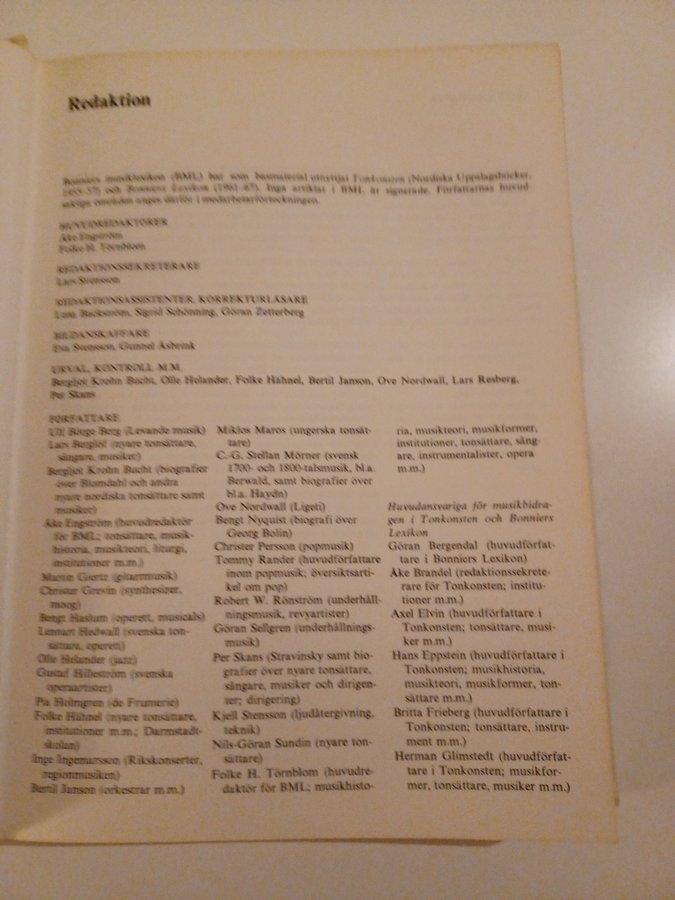 Redaktion
Bonniers musiklexikon (BML) har som basmaterial utnyttjat Tonkonsten (Nordiska Uppslagsböcker,
1955-57) och Bonniers Lexikon (1961-67). Inga artiklar i BML är signerade. Författarnas huvud-
sakliga områden anges därför i medarbetarförteckningen.
HUVUDREDAKTÖRER
Åke Engström
Folke H. Törnblom
REDAKTIONSSEKRETERARE
Lars Svensson
REDAKTIONSASSISTENTER, KORREKTURLÄSARE
Lena Backström, Sigrid Schönning, Göran Zetterberg
BILDANSKAFFARE
Eva Svensson, Gunnel Åsbrink
URVAL, KONTROLL M.M.
Bergljot Krohn Bucht, Olle Helander, Folke Hähnel, Bertil Janson, Ove Nordwall, Lars Resberg,
Per Skans
FÖRFATTARE
Ulf Börge Berg (Levande musik)
Lars Berglöf (nyare tonsättare,
sångare, musiker)
Bergljot Krohn Bucht (biografier
över Blomdahl och andra
nyare nordiska tonsättare samt
musiker)
Åke Engström (huvudredaktör
för BML; tonsättare, musik-
historia, musikteori, liturgi,
institutioner m.m.)
Martin Giertz (gitarrmusik)
Christer Grevin (synthesizer,
moog)
Bengt Haslum (operett, musicals)
Lennart Hedwall (svenska ton-
sättare, operett)
Olle Helander (jazz)
Gustaf Hilleström (svenska
operaartister)
Pia Holmgren (de Frumerie)
Folke Hähnel (nyare tonsättare,
institutioner m.m.; Darmstadt-
skolan)
Inge Ingemarsson (Rikskonserter,
regionmusiken)
Bertil Janson (orkestrar m.m.)
Miklos Maros (ungerska tonsät-
tare)
C.-G. Stellan Mörner (svensk
1700- och 1800-talsmusik, bl.a.
Berwald, samt biografier över
bl.a. Haydn)
Ove Nordwall (Ligeti)
Bengt Nyquist (biografi över
Georg Bolin)
Christer Persson (popmusik)
Tommy Rander (huvudförfattare
inom popmusik; översiktsarti-
kel om pop)
Robert W. Rönström (underhåll-
ningsmusik, revyartister)
Göran Sellgren (underhållnings-
musik)
Per Skans (Stravinsky samt bio-
grafier över nyare tonsättare,
sångare, musiker och dirigen-
ter; dirigering)
Kjell Stensson (ljudåtergivning,
teknik)
Nils-Göran Sundin (nyare ton-
sättare)
Folke H. Törnblom (huvudre-
daktör för BML; musikhisto-
ria, musikteori, musikformer,
institutioner, tonsättare, sång-
are, instrumentalister, opera
m.m.)
Huvudansvariga för musikbidra-
gen i Tonkonsten och Bonniers
Lexikon
Göran Bergendal (huvudförfat-
tare i Bonniers Lexikon)
Åke Brandel (redaktionssekrete-
rare för Tonkonsten; institu-
tioner m.m.)
Axel Elvin (huvudförfattare i
Tonkonsten; tonsättare, musi-
ker m.m.)
Hans Eppstein (huvudförfattare i
Tonkonsten; musikhistoria,
musikteori, musikformer, ton-
sättare m.m.)
Britta Frieberg (huvudförfattare i
Tonkonsten; tonsättare, instru-
ment m.m.)
Herman Glimstedt (huvudförfat-
tare i Tonkonsten; musikfor-
mer, tonsättare, musiker m.m.)